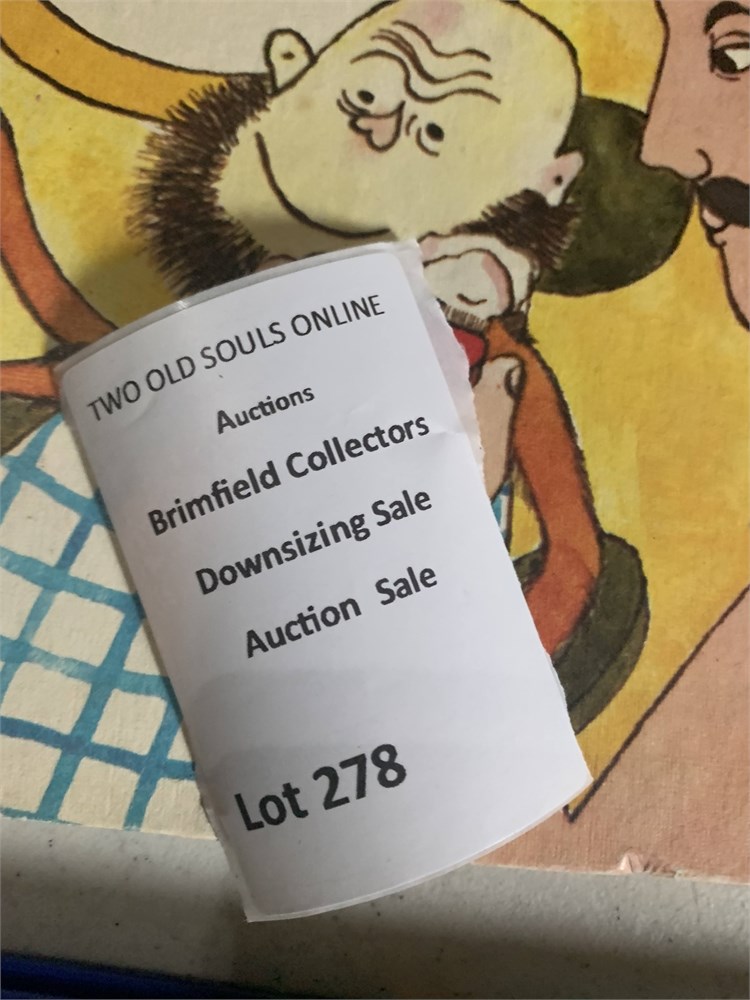 TWO OLD SOULS ONLINE
Auctions
Brimfield Collectors
Downsizing Sale
Auction Sale
Lot 278